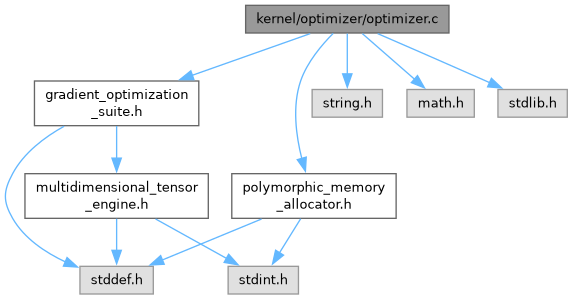 kernel/optimizer/optimizer.c
gradient_optimization
_suite.h
string.h
math.h
stdlib.h
multidimensional_tensor
_engine.h
polymorphic_memory
_allocator.h
stddef.h
stdint.h